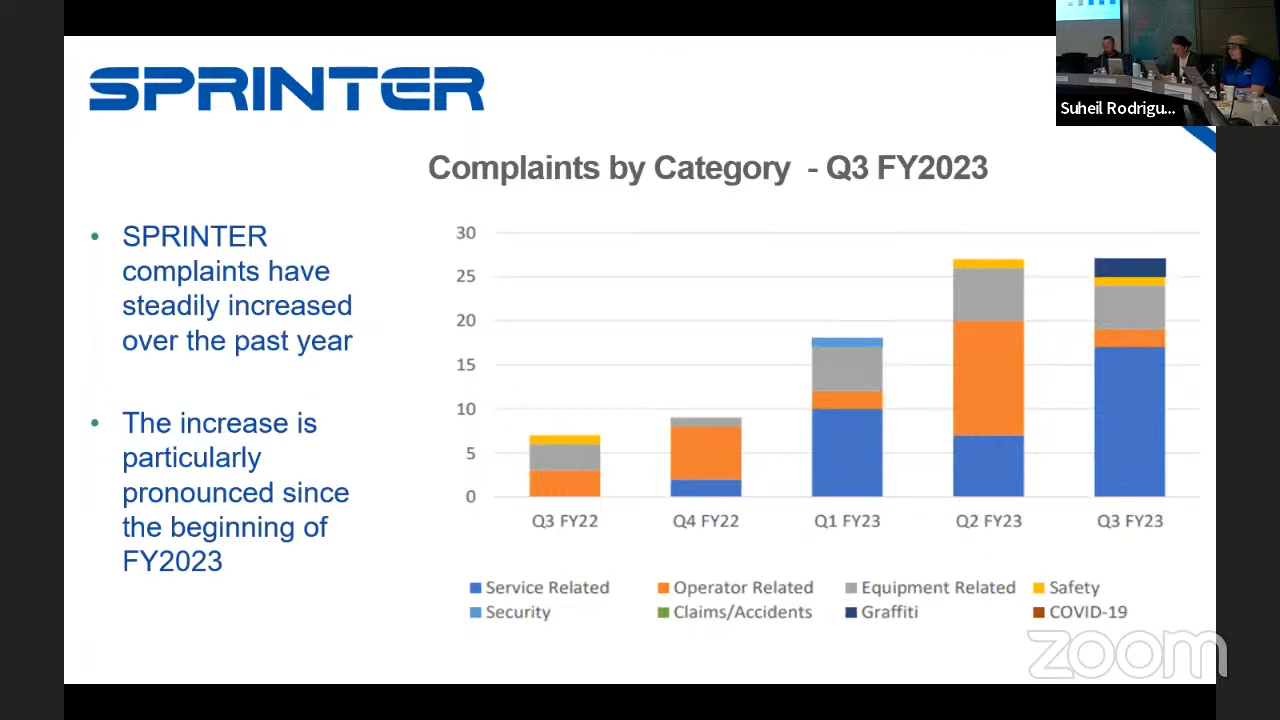 SPRINTER
Suheil Rodrigu...
Complaints by Category - Q3 FY2023
• SPRINTER
complaints have
steadily increased
over the past year
• The increase is
particularly
pronounced since
the beginning of
FY2023
30
25
20
15
10
5
0
Q3 FY22 Q4 FY22 Q1 FY23 Q2 FY23 Q3 FY23
Service Related Operator Related Equipment Related Safety
Security Claims/Accidents Graffiti COVID-19
zoom